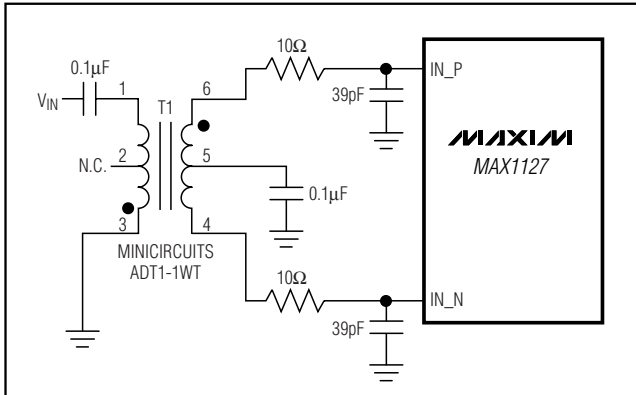 10Ω
0.1μF
V_IN
1
6
T1
39pF
IN_P
MAXIM
MAX1127
N.C.
2
5
0.1μF
3
4
MINICIRCUITS
ADT1-1WT
10Ω
IN_N
39pF